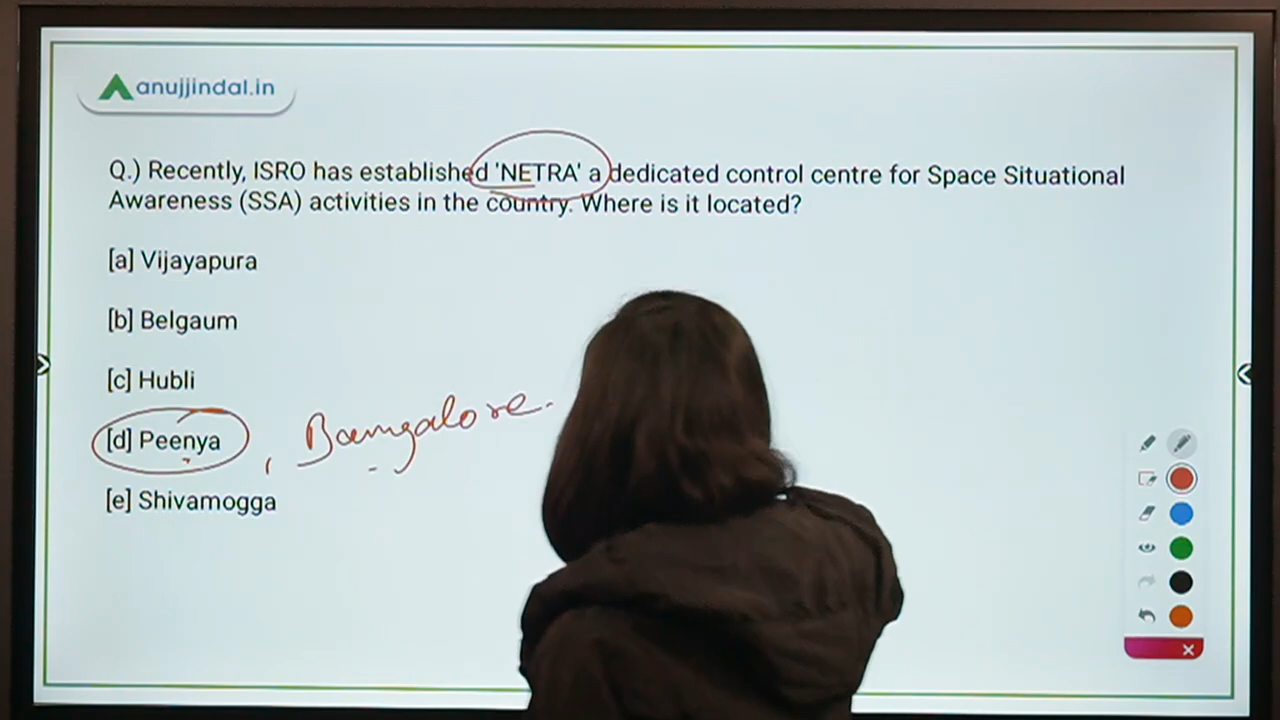 anujjindal.in
Q.) Recently, ISRO has established 'NETRA' a dedicated control centre for Space Situational
Awareness (SSA) activities in the country. Where is it located?
[a] Vijayapura
[b] Belgaum
[c] Hubli
[d] Peenya , Bangalore.
[e] Shivamogga